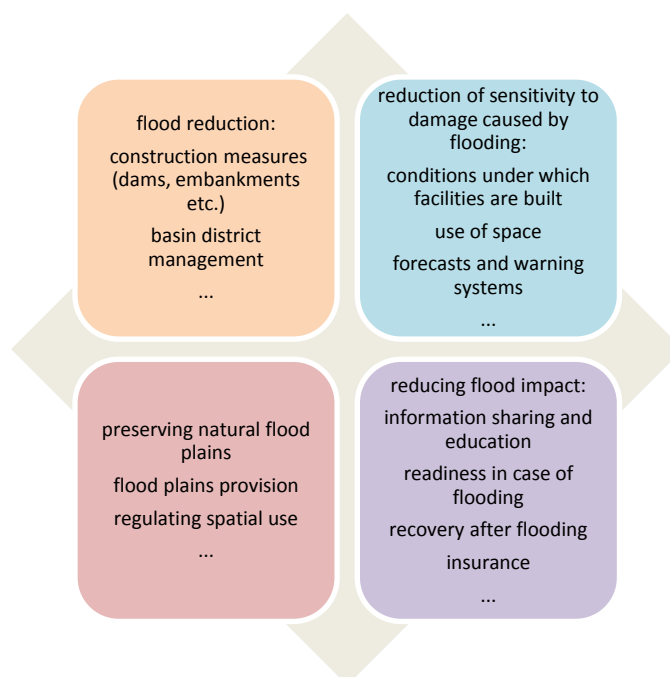 flood reduction:
construction measures
(dams, embankments
etc.)
basin district
management
...
reduction of sensitivity to
damage caused by
flooding:
conditions under which
facilities are built
use of space
forecasts and warning
systems
...
preserving natural flood
plains
flood plains provision
regulating spatial use
...
reducing flood impact:
information sharing and
education
readiness in case of
flooding
recovery after flooding
insurance
...